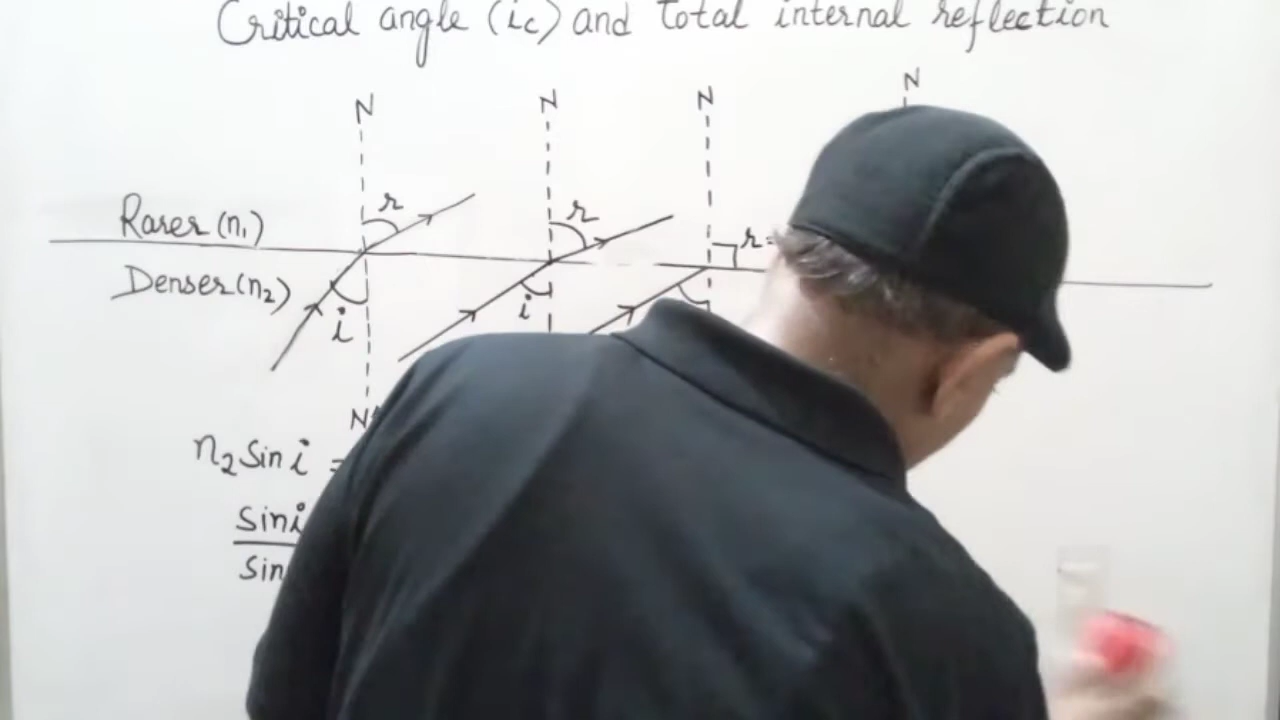 Critical angle (ic) and total internal reflection
N N N N
Rarer (n1) r r r=
Denser (n2) i i
N
n2 sin i =
sin i
sin